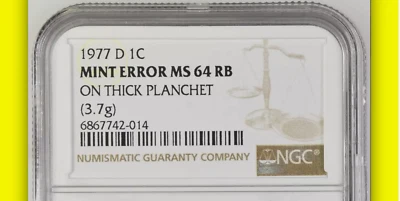 1977 D 1C
MINT ERROR MS 64 RB
ON THICK PLANCHET
(3.7g)
6867742-014
NUMISMATIC GUARANTY COMPANY NGC